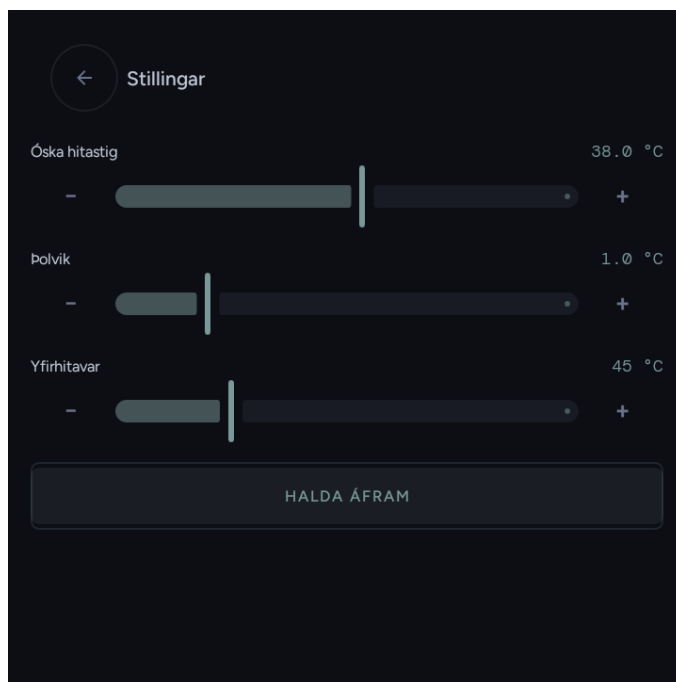 ← Stillingar
Óska hitastig 38.0 °C
− +
Þolvik 1.0 °C
− +
Yfirhitavar 45 °C
− +
HALDA ÁFRAM